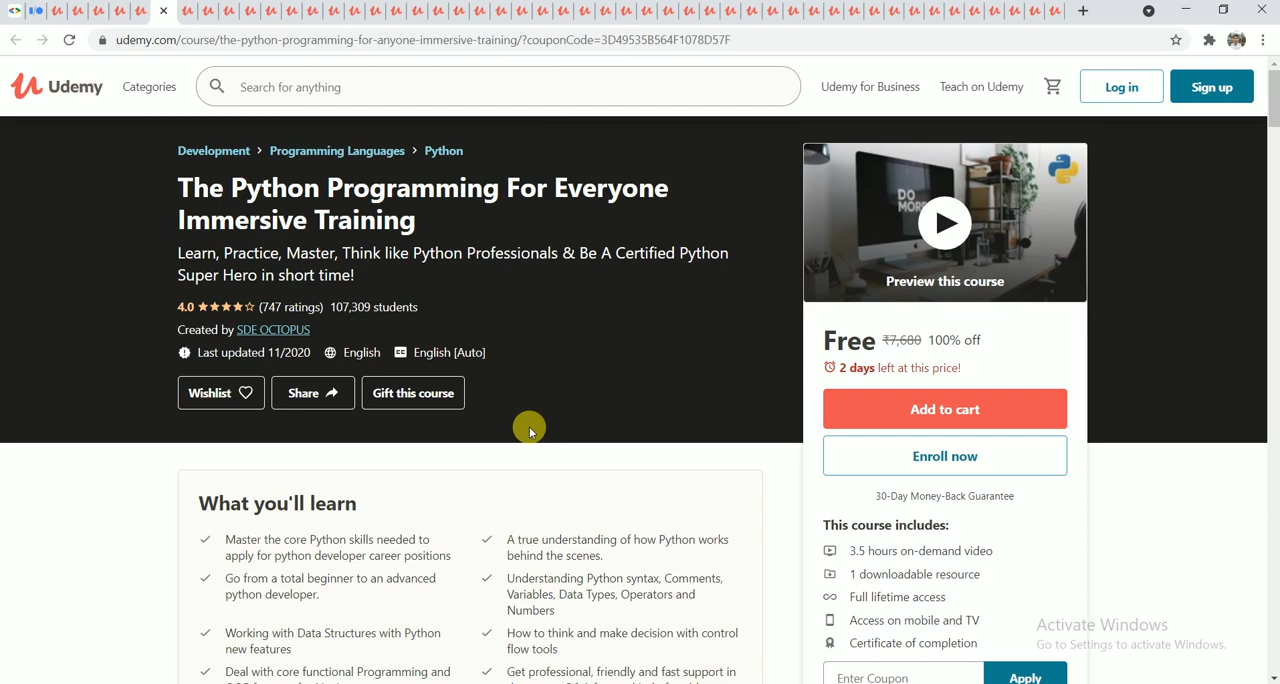 udemy.com/course/the-python-programming-for-anyone-immersive-training/?couponCode=3D49535B564F1078D57F
Udemy
Categories
Search for anything
Udemy for Business
Teach on Udemy
Log in
Sign up
Development > Programming Languages > Python
The Python Programming For Everyone
Immersive Training
Learn, Practice, Master, Think like Python Professionals & Be A Certified Python
Super Hero in short time!
4.0 (747 ratings) 107,309 students
Created by SDE OCTOPUS
Last updated 11/2020 English English [Auto]
Wishlist
Share
Gift this course
DO
MORE
Preview this course
Free ₹7,680 100% off
2 days left at this price!
Add to cart
Enroll now
30-Day Money-Back Guarantee
This course includes:
3.5 hours on-demand video
1 downloadable resource
Full lifetime access
Access on mobile and TV
Certificate of completion
Enter Coupon
Apply
What you'll learn
Master the core Python skills needed to
apply for python developer career positions
Go from a total beginner to an advanced
python developer.
Working with Data Structures with Python
new features
Deal with core functional Programming and
A true understanding of how Python works
behind the scenes.
Understanding Python syntax, Comments,
Variables, Data Types, Operators and
Numbers
How to think and make decision with control
flow tools
Get professional, friendly and fast support in
Activate Windows
Go to Settings to activate Windows.